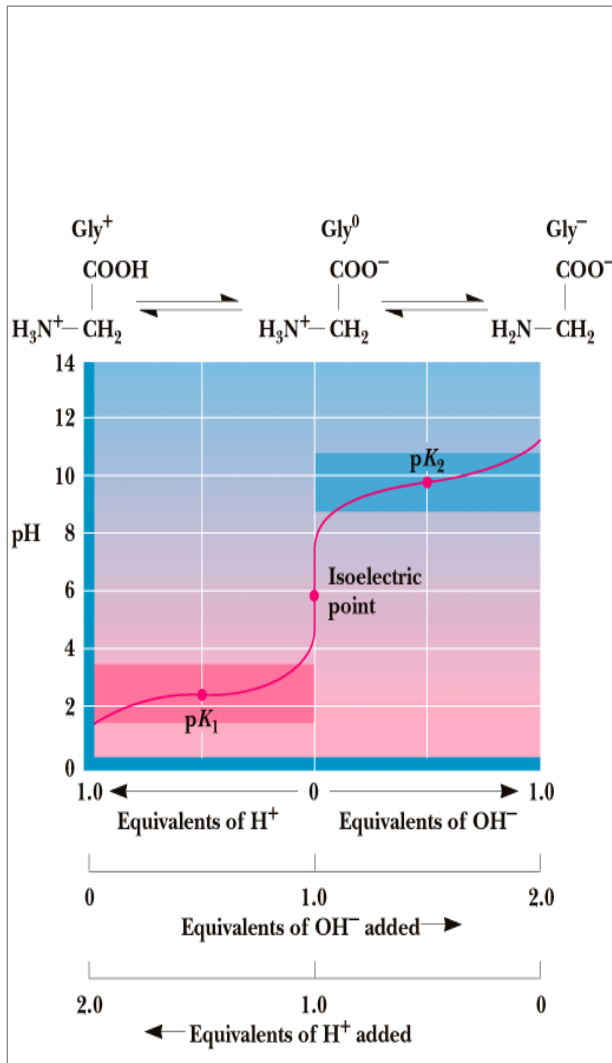 Gly⁺ Gly⁰ Gly⁻
COOH COO⁻ COO⁻
H₃N⁺—CH₂ H₃N⁺—CH₂ H₂N—CH₂
14
12
pK₂
10
pH
8
Isoelectric
6
point
4
2
pK₁
0
1.0 0 1.0
Equivalents of H⁺ Equivalents of OH⁻
0 1.0 2.0
Equivalents of OH⁻ added
2.0 1.0 0
Equivalents of H⁺ added